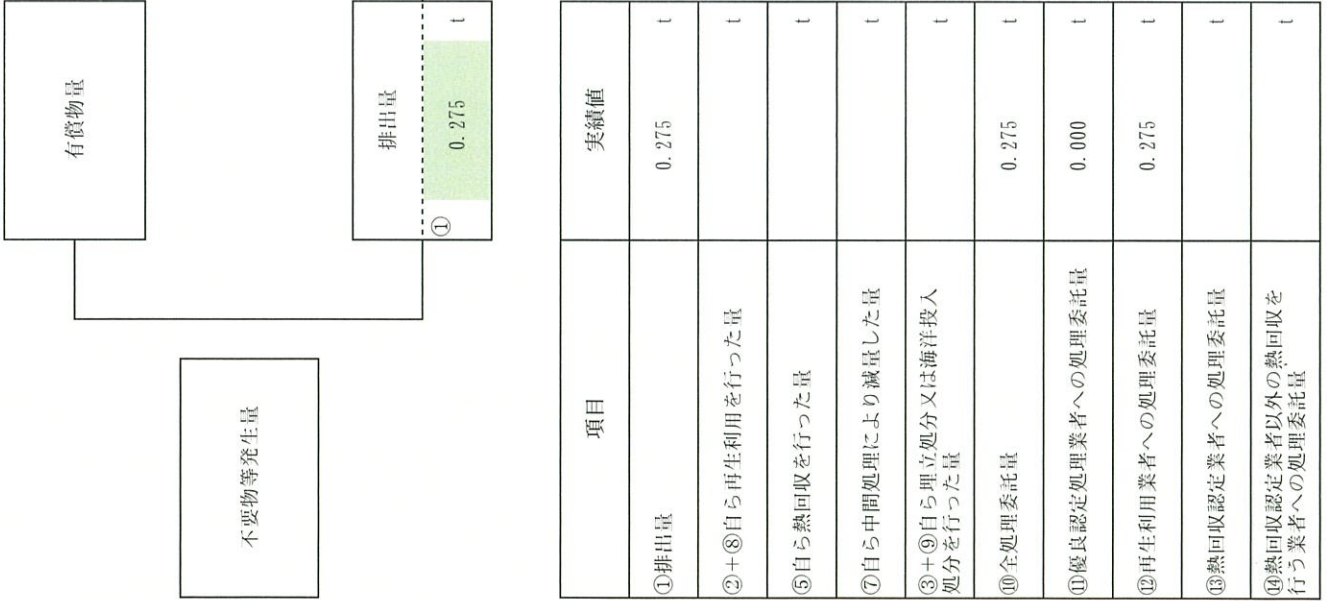 有償物量
不要物等発生量
排出量
① 0.275 t
項目 実績値
①排出量 0.275 t
②+⑧自ら再生利用を行った量 t
⑤自ら熱回収を行った量 t
⑦自ら中間処理により減量した量 t
③+⑨自ら埋立処分又は海洋投入
処分を行った量 t
⑩全処理委託量 0.275 t
⑪優良認定処理業者への処理委託量 0.000 t
⑫再生利用業者への処理委託量 0.275 t
⑬熱回収認定業者への処理委託量 t
⑭熱回収認定業者以外の熱回収を
行う業者への処理委託量 t